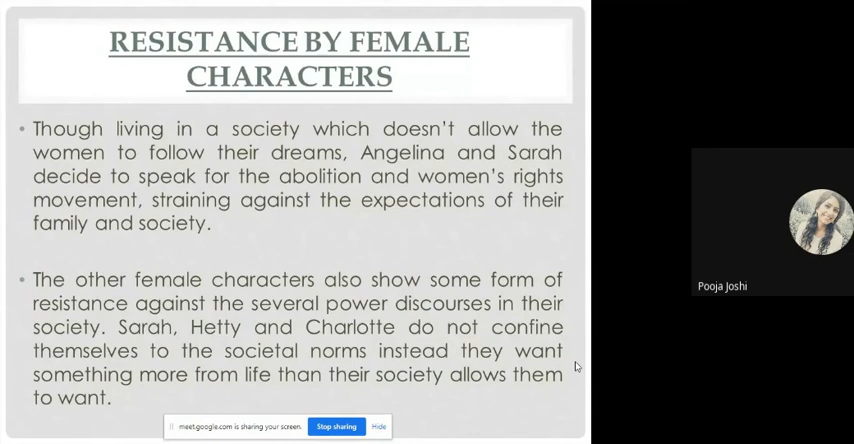 RESISTANCE BY FEMALE
CHARACTERS
• Though living in a society which doesn't allow the
women to follow their dreams, Angelina and Sarah
decide to speak for the abolition and women's rights
movement, straining against the expectations of their
family and society.
• The other female characters also show some form of
resistance against the several power discourses in their
society. Sarah, Hetty and Charlotte do not confine
themselves to the societal norms instead they want
something more from life than their society allows them
to want.
meet.google.com is sharing your screen. Stop sharing Hide
Pooja Joshi